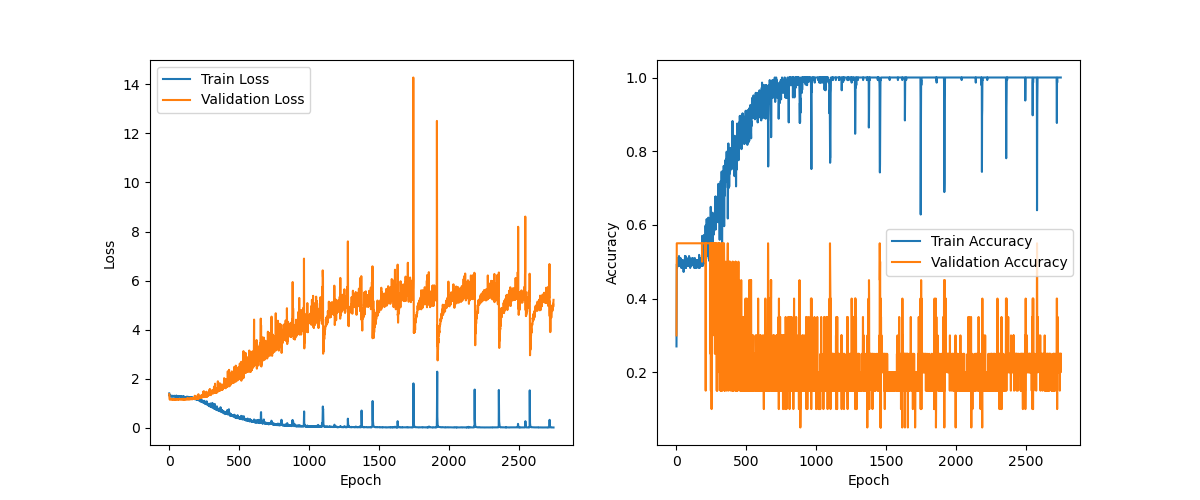 Train Loss
Validation Loss
14
12
10
8
6
4
2
0
Loss
0 500 1000 1500 2000 2500
Epoch
1.0
0.8
0.6
0.4
0.2
Accuracy
Train Accuracy
Validation Accuracy
0 500 1000 1500 2000 2500
Epoch